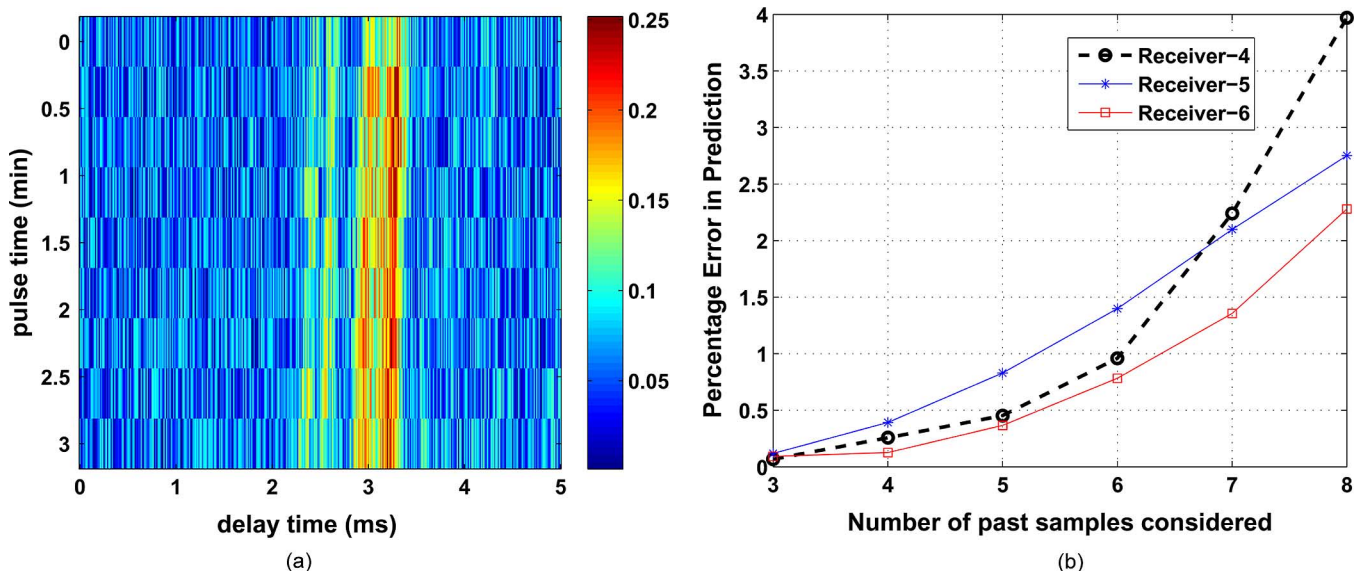 0
0.5
1
1.5
2
2.5
3
pulse time (min)
0 1 2 3 4 5
delay time (ms)
0.25
0.2
0.15
0.1
0.05
(a)
4
3.5
3
2.5
2
1.5
1
0.5
0
Percentage Error in Prediction
Receiver-4
Receiver-5
Receiver-6
3 4 5 6 7 8
Number of past samples considered
(b)